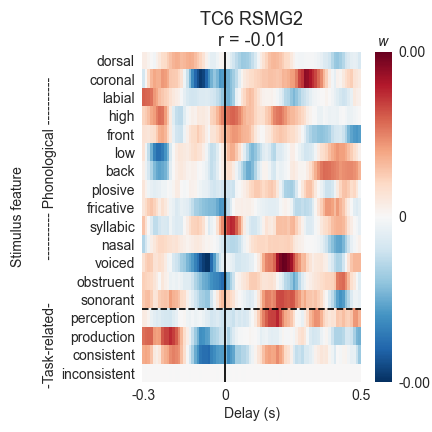 TC6 RSMG2
r = -0.01
w
Stimulus feature
-Task-related- ---------- Phonological ----------
dorsal
coronal
labial
high
front
low
back
plosive
fricative
syllabic
nasal
voiced
obstruent
sonorant
perception
production
consistent
inconsistent
0.00
0
-0.00
-0.3 0 0.5
Delay (s)